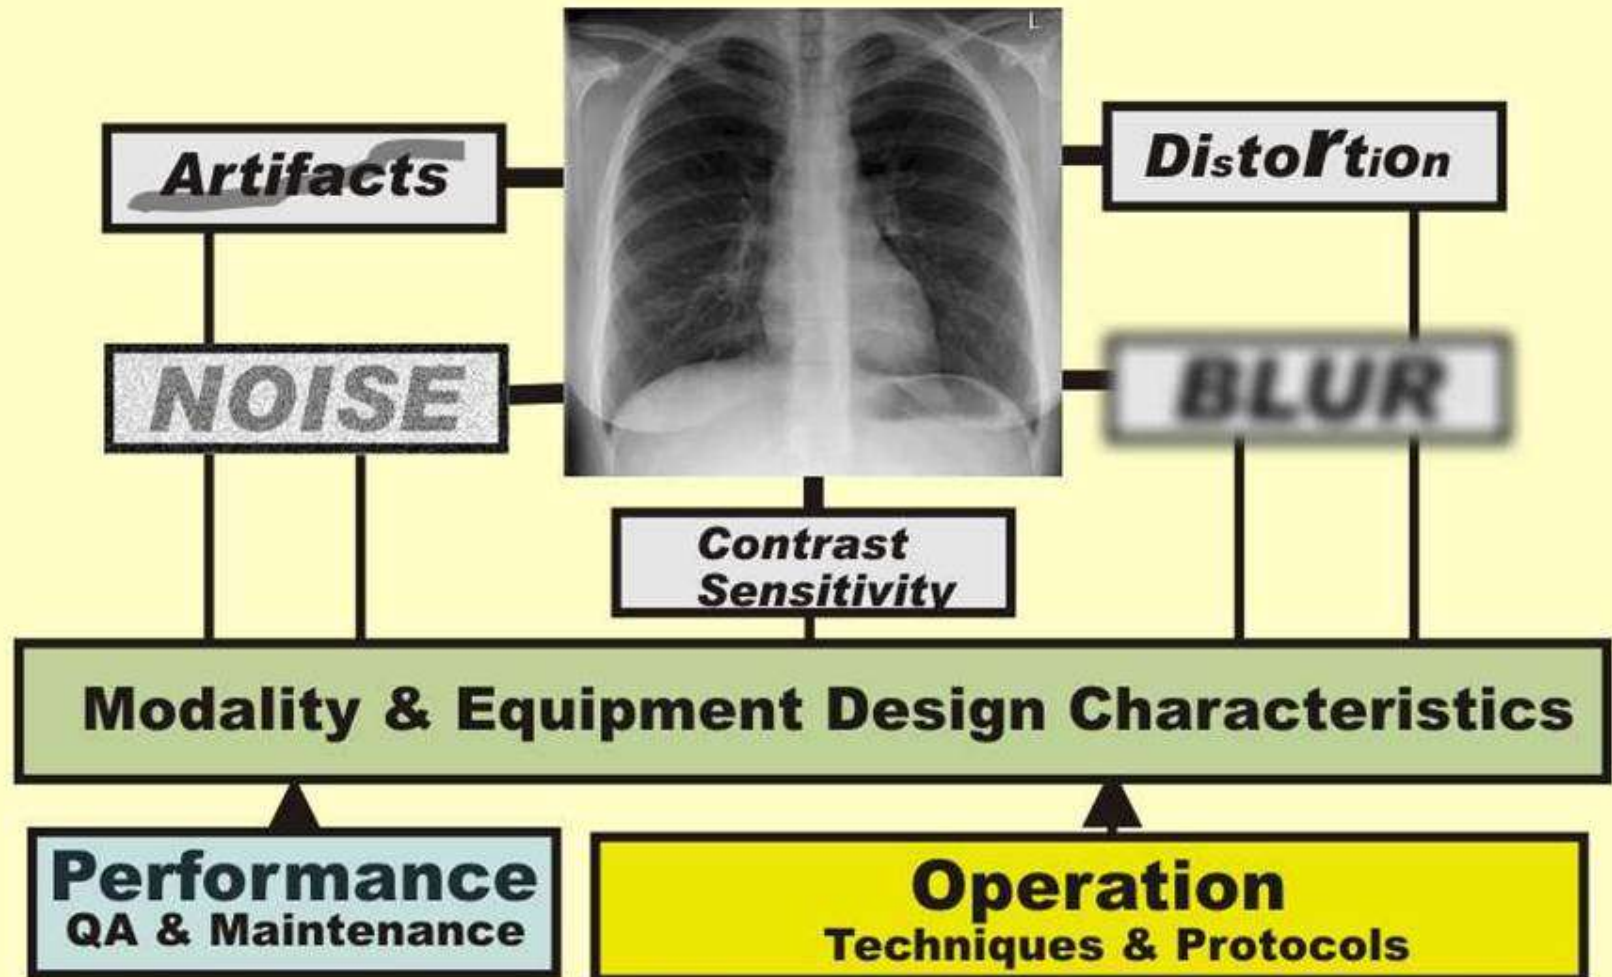 L
Artifacts
Distortion
NOISE
BLUR
Contrast
Sensitivity
Modality & Equipment Design Characteristics
Performance
QA & Maintenance
Operation
Techniques & Protocols